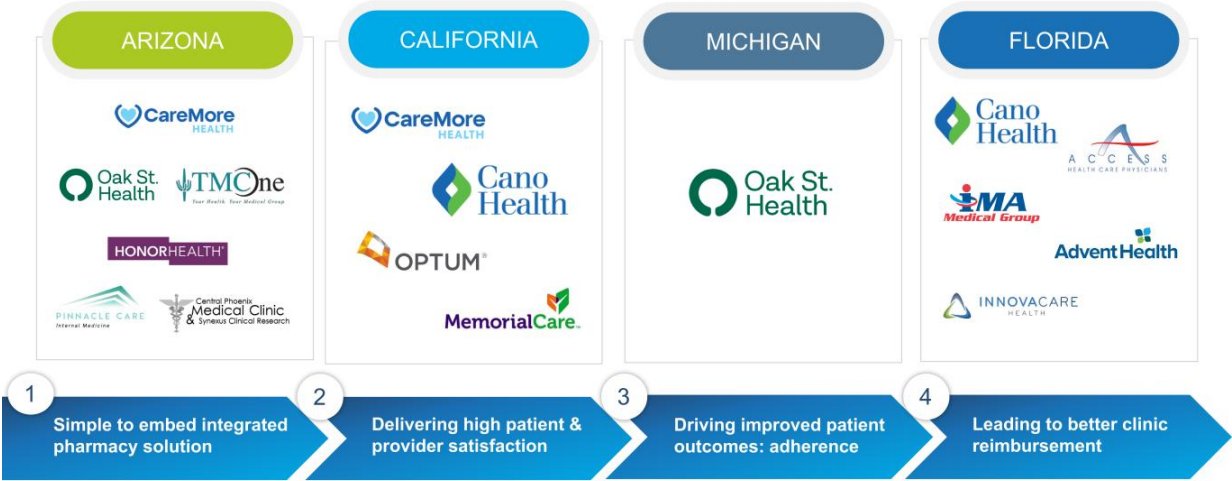 ARIZONA
CareMore
HEALTH
Oak St.
Health
TMCOne
Your Health. Your Medical Group.
HONORHEALTH®
PINNACLE CARE
Internal Medicine
Central Phoenix
Medical Clinic
& Synexus Clinical Research
CALIFORNIA
CareMore
HEALTH
Cano
Health
OPTUM®
MemorialCare™
MICHIGAN
Oak St.
Health
FLORIDA
Cano
Health
ACCESS
HEALTH CARE PHYSICIANS
iMA
Medical Group
AdventHealth
INNOVACARE
HEALTH
1
Simple to embed integrated
pharmacy solution
2
Delivering high patient &
provider satisfaction
3
Driving improved patient
outcomes: adherence
4
Leading to better clinic
reimbursement